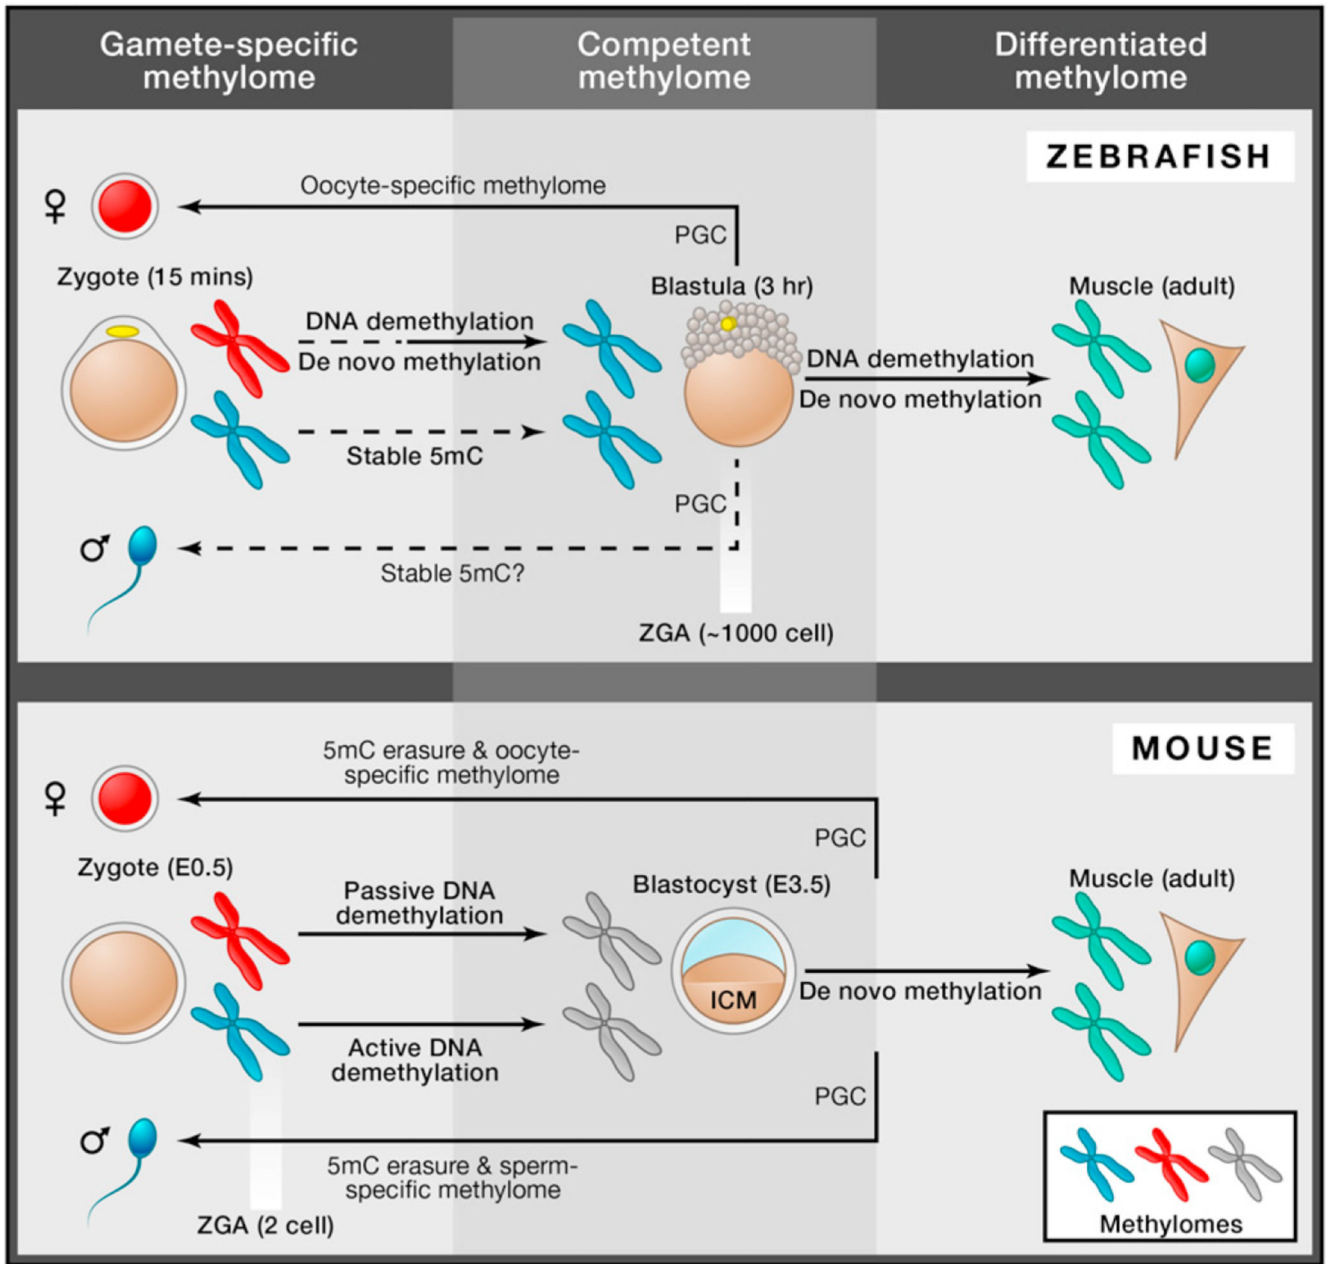 Gamete-specific
methylome
Competent
methylome
Differentiated
methylome
ZEBRAFISH
♀
Oocyte-specific methylome
PGC
Zygote (15 mins)
Blastula (3 hr)
Muscle (adult)
DNA demethylation
De novo methylation
DNA demethylation
De novo methylation
Stable 5mC
PGC
♂
Stable 5mC?
ZGA (~1000 cell)
MOUSE
5mC erasure & oocyte-
specific methylome
♀
PGC
Zygote (E0.5)
Blastocyst (E3.5)
Muscle (adult)
Passive DNA
demethylation
ICM
De novo methylation
Active DNA
demethylation
PGC
♂
5mC erasure & sperm-
specific methylome
ZGA (2 cell)
Methylomes